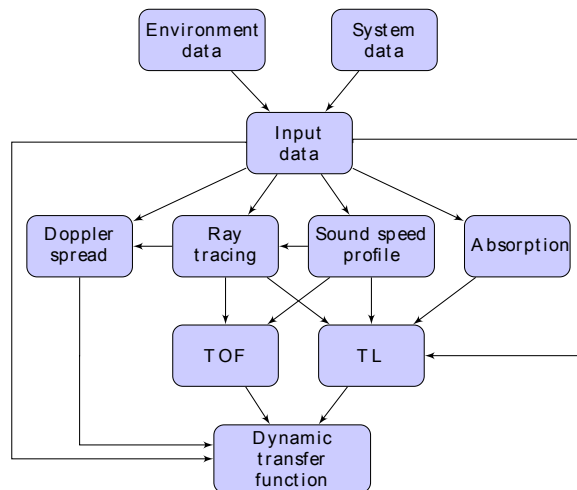 Environment
data
System
data
Input
data
Doppler
spread
Ray
tracing
Sound speed
profile
Absorption
TOF
TL
Dynamic
transfer
function